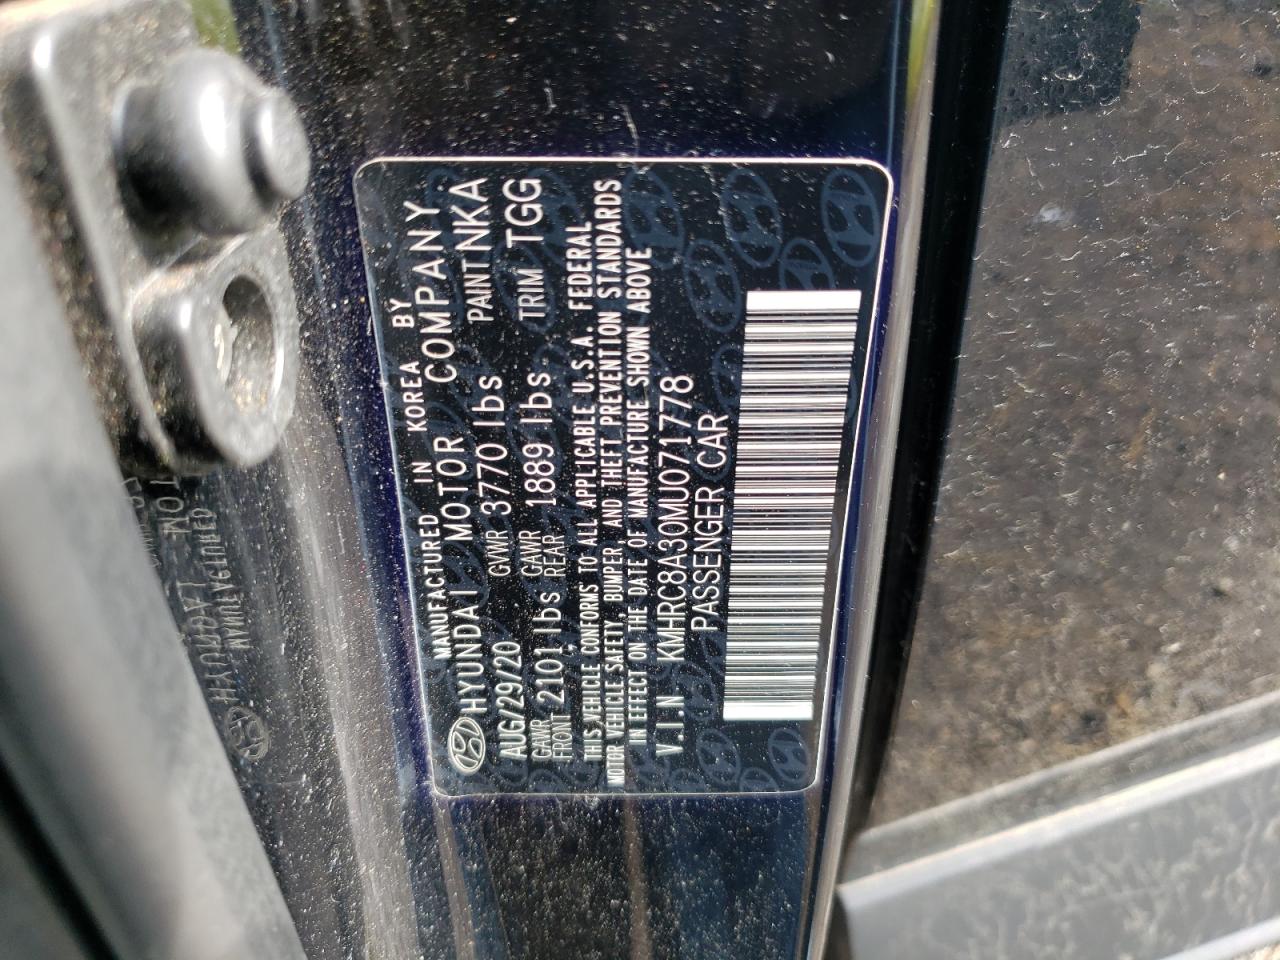 MANUFACTURED IN KOREA BY
HYUNDAI MOTOR COMPANY
AUG/29/20 GVWR 3770 lbs PAINT NKA
GAWR FRONT 2101 lbs GAWR REAR 1889 lbs TRIM TGG
THIS VEHICLE CONFORMS TO ALL APPLICABLE U.S.A. FEDERAL
MOTOR VEHICLE SAFETY, BUMPER AND THEFT PREVENTION STANDARDS
IN EFFECT ON THE DATE OF MANUFACTURE SHOWN ABOVE
V.I.N KMHRC8A30MU071778
PASSENGER CAR